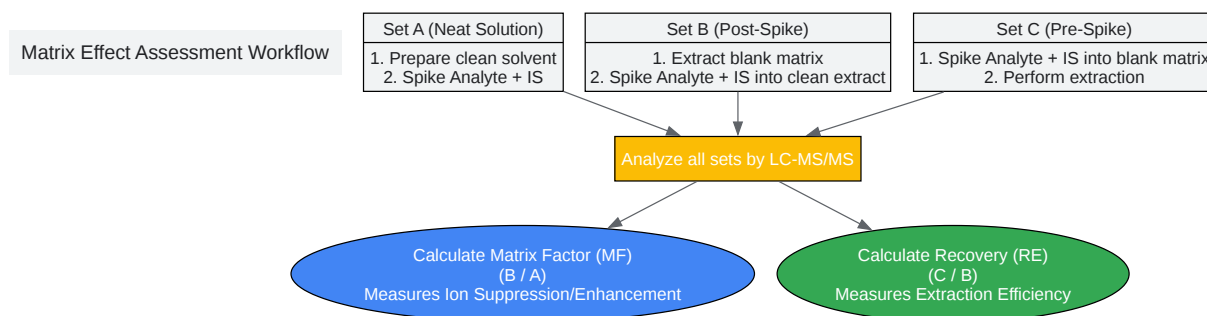 Matrix Effect Assessment Workflow
Set A (Neat Solution)
1. Prepare clean solvent
2. Spike Analyte + IS
Set B (Post-Spike)
1. Extract blank matrix
2. Spike Analyte + IS into clean extract
Set C (Pre-Spike)
1. Spike Analyte + IS into blank matrix
2. Perform extraction
Analyze all sets by LC-MS/MS
Calculate Matrix Factor (MF)
(B / A)
Measures Ion Suppression/Enhancement
Calculate Recovery (RE)
(C / B)
Measures Extraction Efficiency